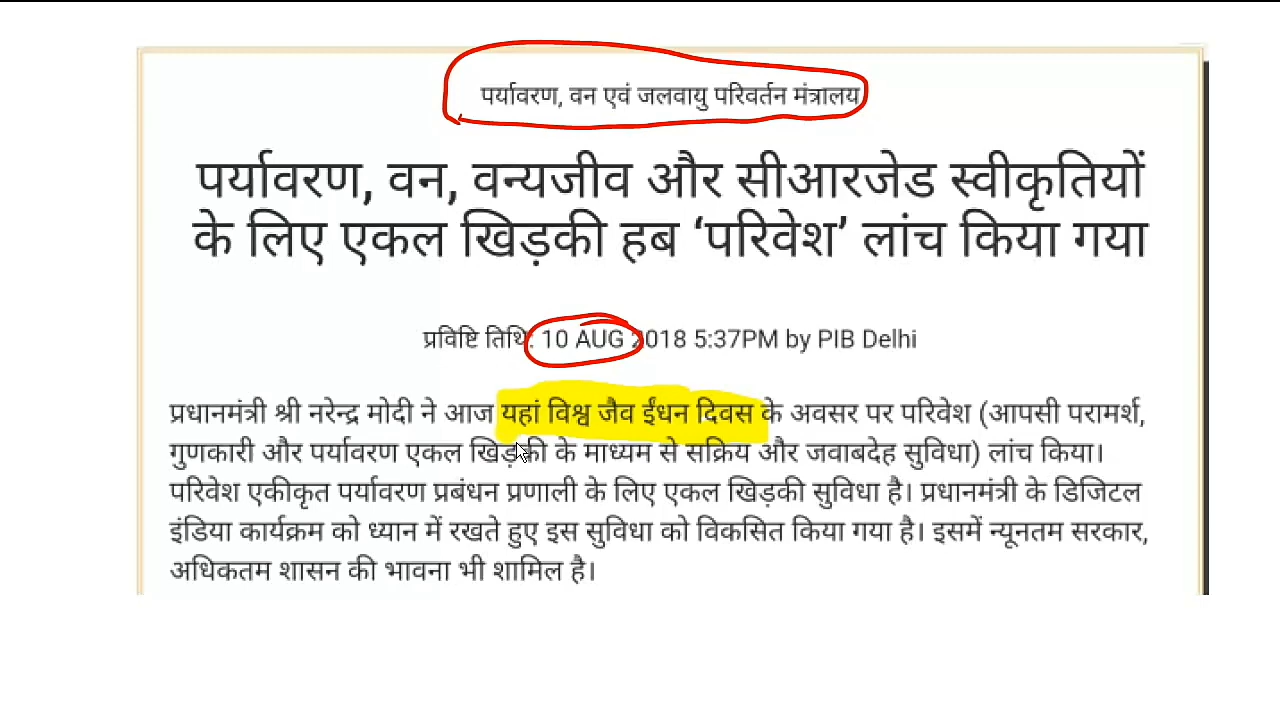 पर्यावरण, वन एवं जलवायु परिवर्तन मंत्रालय
पर्यावरण, वन, वन्यजीव और सीआरजेड स्वीकृतियों
के लिए एकल खिड़की हब ‘परिवेश’ लांच किया गया
प्रविष्टि तिथि: 10 AUG 2018 5:37PM by PIB Delhi
प्रधानमंत्री श्री नरेन्द्र मोदी ने आज यहां विश्व जैव ईंधन दिवस के अवसर पर परिवेश (आपसी परामर्श,
गुणकारी और पर्यावरण एकल खिड़की के माध्यम से सक्रिय और जवाबदेह सुविधा) लांच किया।
परिवेश एकीकृत पर्यावरण प्रबंधन प्रणाली के लिए एकल खिड़की सुविधा है। प्रधानमंत्री के डिजिटल
इंडिया कार्यक्रम को ध्यान में रखते हुए इस सुविधा को विकसित किया गया है। इसमें न्यूनतम सरकार,
अधिकतम शासन की भावना भी शामिल है।